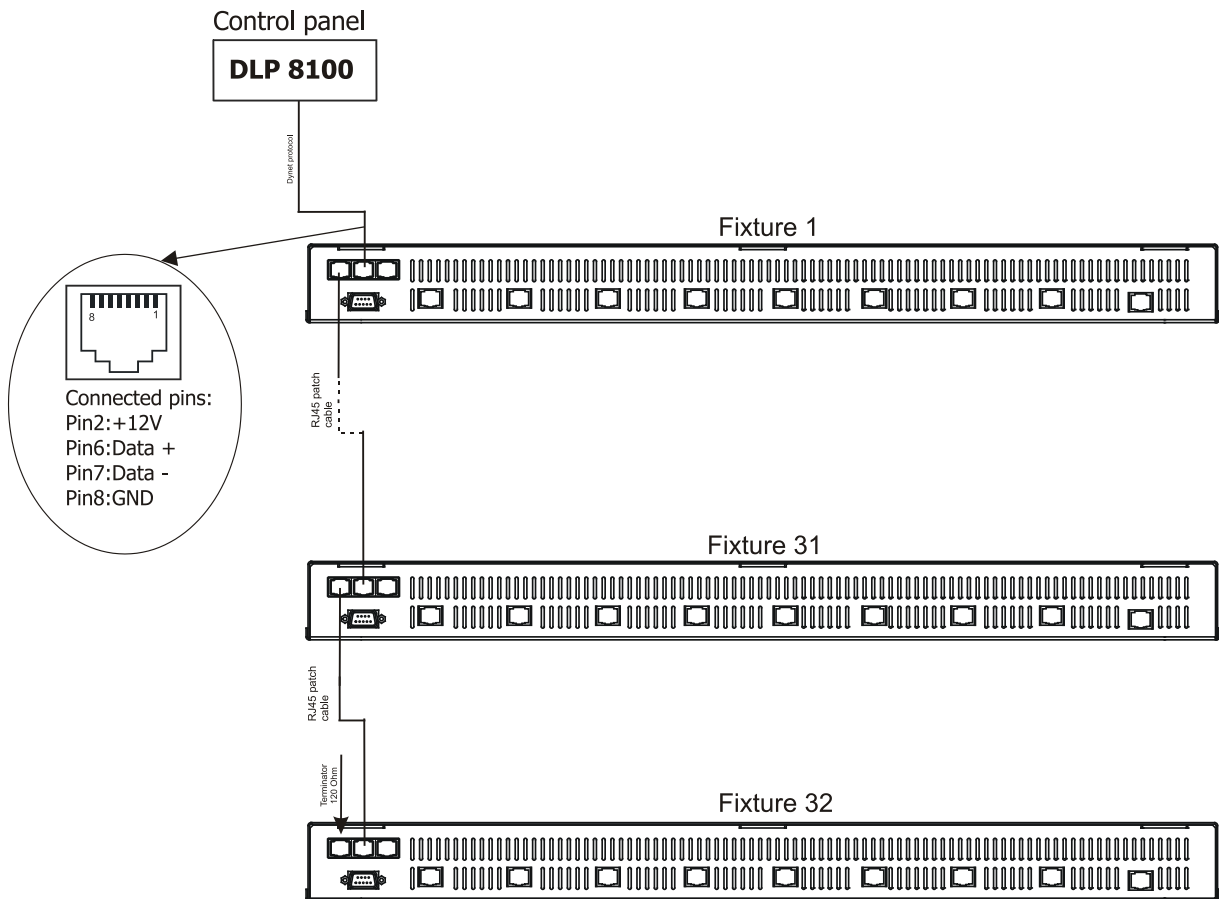 Control panel
DLP 8100
Dynet protocol
Fixture 1
8 1
Connected pins:
Pin2:+12V
Pin6:Data +
Pin7:Data -
Pin8:GND
RJ45 patch
cable
Fixture 31
RJ45 patch
cable
Terminator
120 Ohm
Fixture 32